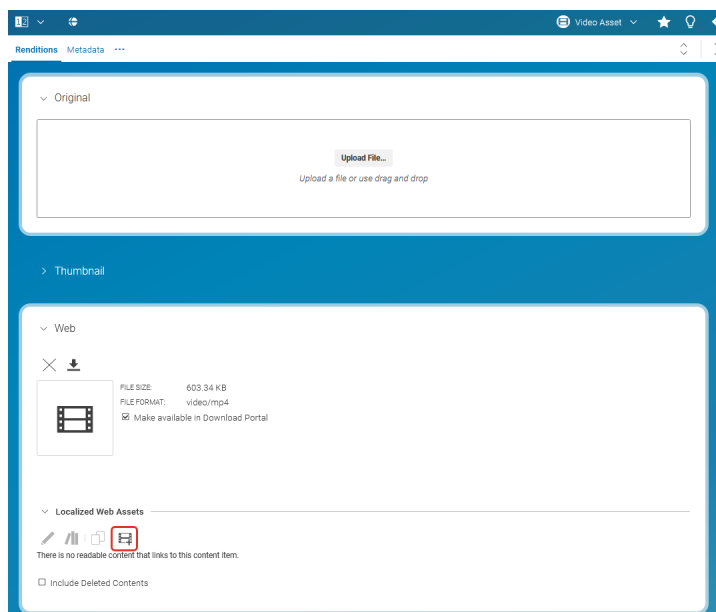 Video Asset
Renditions Metadata ...
Original
Upload File...
Upload a file or use drag and drop
Thumbnail
Web
FILE SIZE: 603.34 KB
FILE FORMAT: video/mp4
Make available in Download Portal
Localized Web Assets
There is no readable content that links to this content item.
Include Deleted Contents